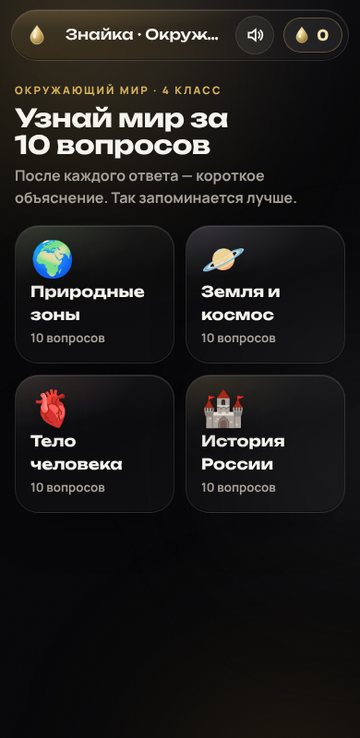 Знайка · Окруж...
0
ОКРУЖАЮЩИЙ МИР · 4 КЛАСС
Узнай мир за
10 вопросов
После каждого ответа — короткое
объяснение. Так запоминается лучше.
Природные
зоны
10 вопросов
Земля и
космос
10 вопросов
Тело
человека
10 вопросов
История
России
10 вопросов